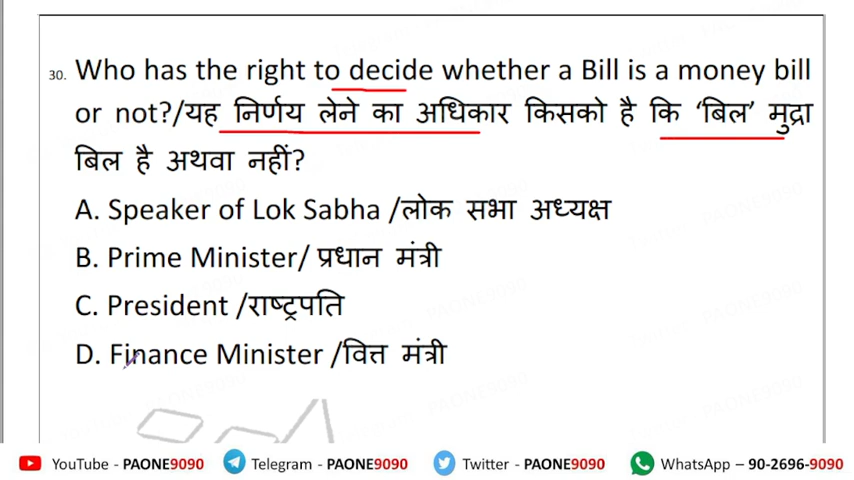 30. Who has the right to decide whether a Bill is a money bill
or not?/यह निर्णय लेने का अधिकार किसको है कि ‘बिल’ मुद्रा
बिल है अथवा नहीं?
A. Speaker of Lok Sabha /लोक सभा अध्यक्ष
B. Prime Minister/ प्रधान मंत्री
C. President /राष्ट्रपति
D. Finance Minister /वित्त मंत्री
YouTube - PAONE9090 Telegram - PAONE9090 Twitter - PAONE9090 WhatsApp – 90-2696-9090